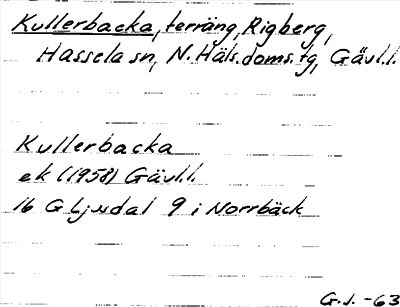 Kullerbacka, terräng, Rigberg,
Hassela sn, N. Häls. doms. tg, Gävl.l.
Kullerbacka
ek (1958) Gävl.l.
16 G Ljusdal 9 i Norrbäck
G.J. -63